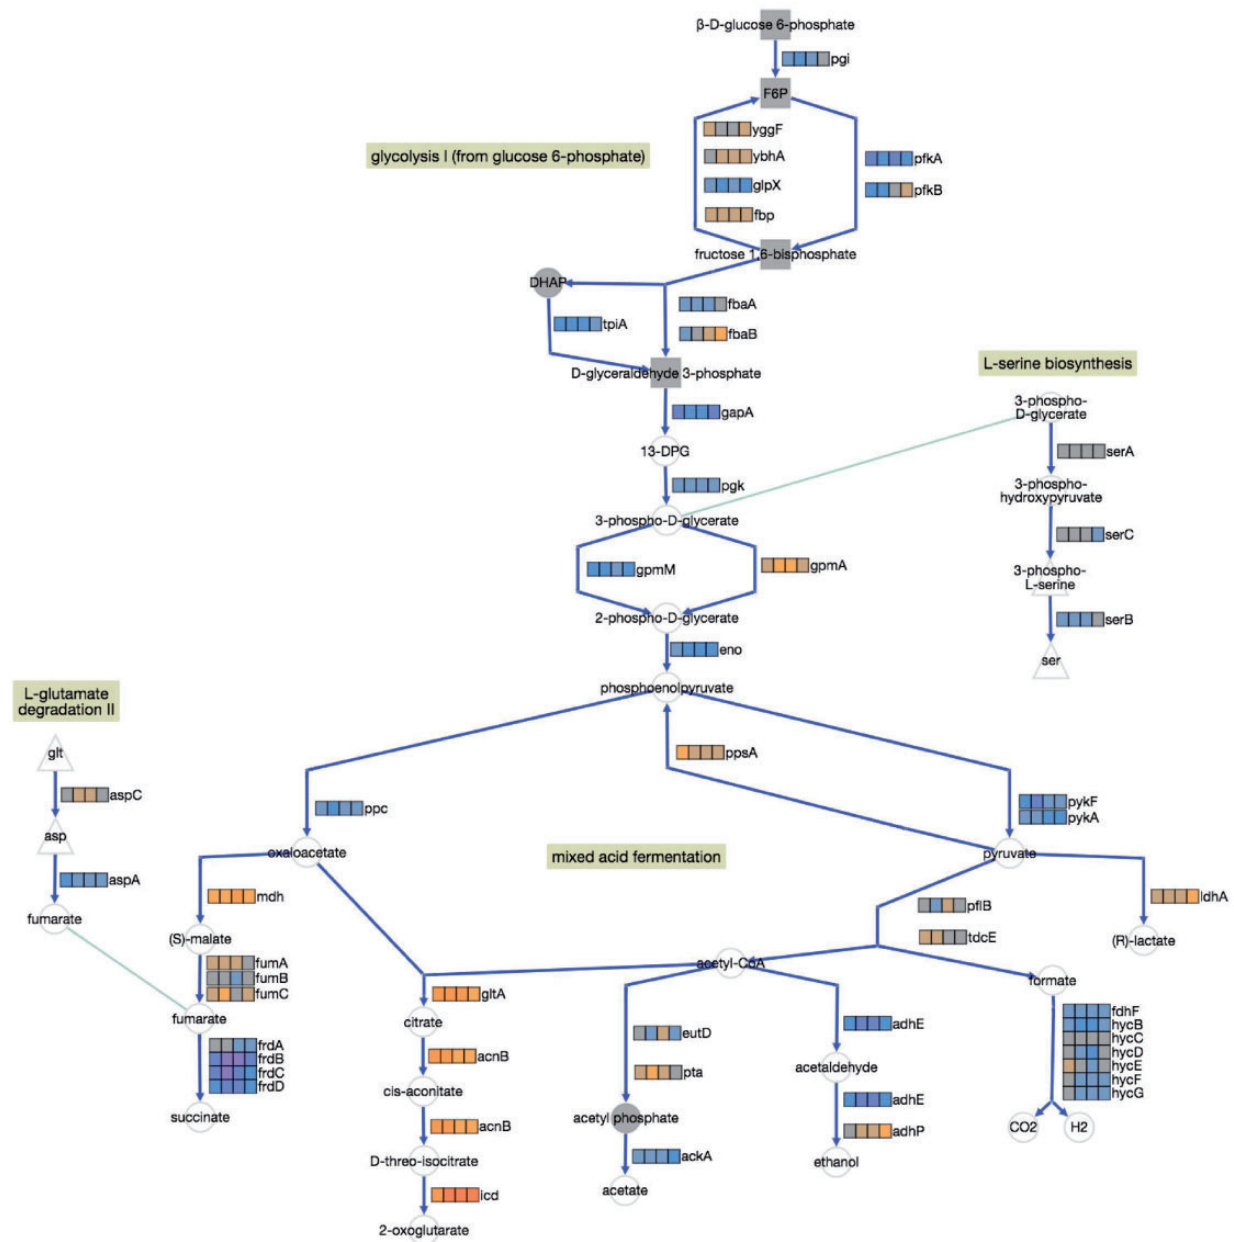 β-D-glucose 6-phosphate
pgi
F6P
glycolysis I (from glucose 6-phosphate)
yggF
ybhA
glpX
fbp
pfkA
pfkB
fructose 1,6-bisphosphate
DHAP
tpiA
fbaA
fbaB
D-glyceraldehyde 3-phosphate
gapA
13-DPG
pgk
3-phospho-D-glycerate
gpmM
gpmA
2-phospho-D-glycerate
eno
phosphoenolpyruvate
L-serine biosynthesis
3-phospho-
D-glycerate
serA
3-phospho-
hydroxypyruvate
serC
3-phospho-
L-serine
serB
ser
L-glutamate
degradation II
glt
aspC
asp
aspA
fumarate
ppc
ppsA
pykF
pykA
oxaloacetate
mixed acid fermentation
pyruvate
mdh
(S)-malate
fumA
fumB
fumC
fumarate
frdA
frdB
frdC
frdD
succinate
gltA
citrate
acnB
cis-aconitate
acnB
D-threo-isocitrate
icd
2-oxoglutarate
pflB
tdcE
acetyl-CoA
eutD
pta
acetyl phosphate
ackA
acetate
adhE
acetaldehyde
adhE
adhP
ethanol
ldhA
(R)-lactate
formate
fdhF
hycB
hycC
hycD
hycE
hycF
hycG
CO2
H2